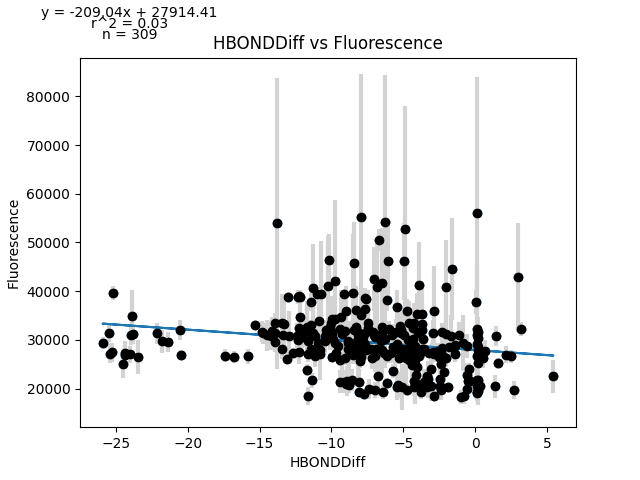 y = -209.04x + 27914.41
r^2 = 0.03
n = 309
HBONDDiff vs Fluorescence
80000
70000
60000
50000
40000
30000
20000
Fluorescence
−25 −20 −15 −10 −5 0 5
HBONDDiff